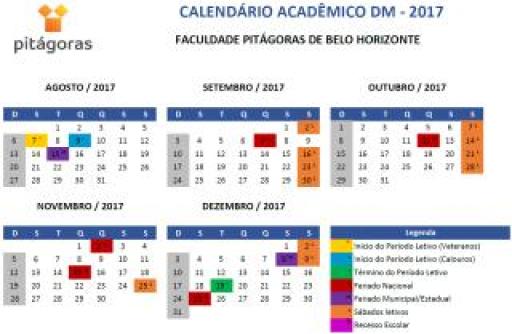 CALENDÁRIO ACADÊMICO DM - 2017
pitágoras
FACULDADE PITÁGORAS DE BELO HORIZONTE
AGOSTO / 2017
D S T Q Q S S
1 2 3 4 5
6 7 8 9 10 11 12
13 14 15 16 17 18 19
20 21 22 23 24 25 26
27 28 29 30 31
SETEMBRO / 2017
D S T Q Q S S
1 2
3 4 5 6 7 8 9
10 11 12 13 14 15 16
17 18 19 20 21 22 23
24 25 26 27 28 29 30
OUTUBRO / 2017
D S T Q Q S S
1 2 3 4 5 6 7
8 9 10 11 12 13 14
15 16 17 18 19 20 21
22 23 24 25 26 27 28
29 30 31
NOVEMBRO / 2017
D S T Q Q S S
1 2 3 4
5 6 7 8 9 10 11
12 13 14 15 16 17 18
19 20 21 22 23 24 25
26 27 28 29 30
DEZEMBRO / 2017
D S T Q Q S S
1 2
3 4 5 6 7 8 9
10 11 12 13 14 15 16
17 18 19 20 21 22 23
24 25 26 27 28 29 30
31
Legenda
Início do Período Letivo (Veteranos)
Início do Período Letivo (Calouros)
Término do Período Letivo
Feriado Nacional
Feriado Municipal/Estadual
Sábados letivos
Recesso Escolar